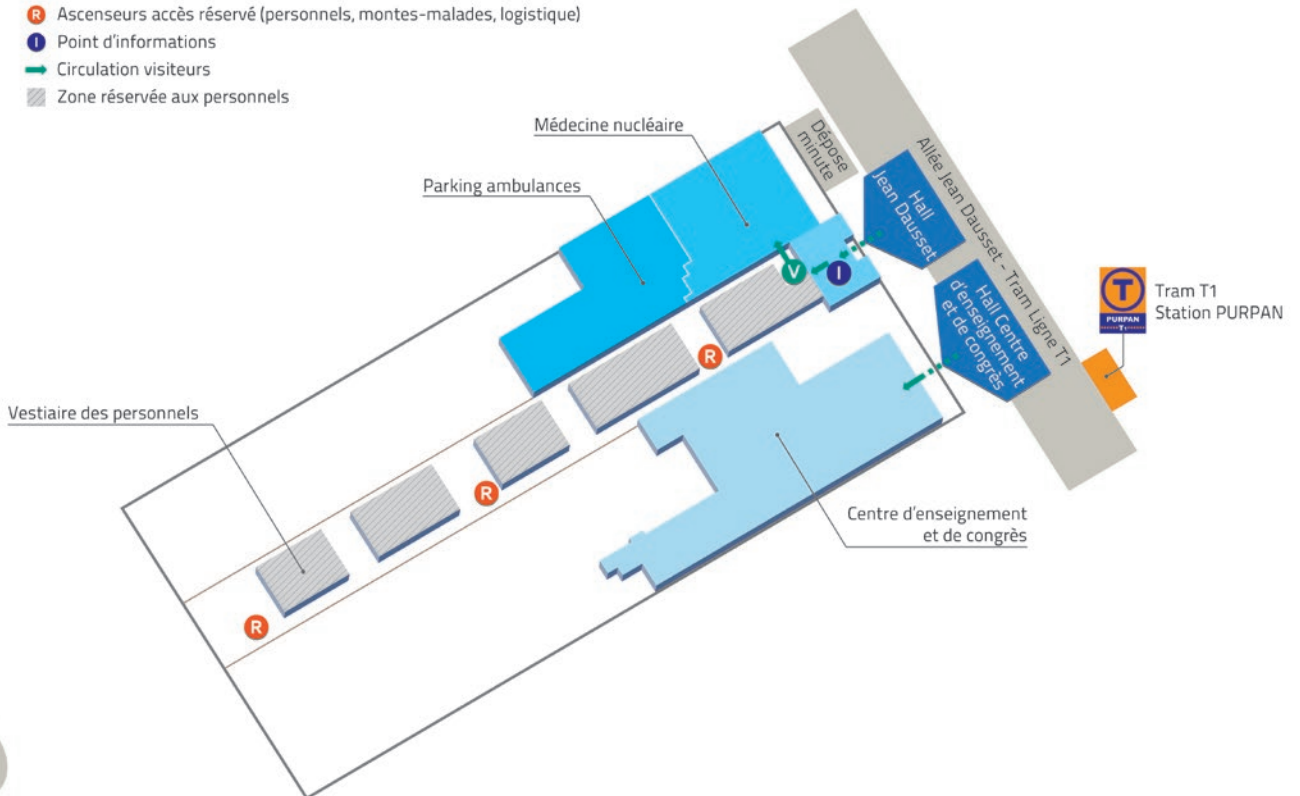 R Ascenseurs accès réservé (personnels, montes-malades, logistique)
I Point d'informations
Circulation visiteurs
Zone réservée aux personnels
Médecine nucléaire
Parking ambulances
Dépose
minute
Allée Jean Dausset - Tram Ligne T1
Hall
Jean Dausset
V
I
Hall Centre
d'enseignement
et de congrès
T
PURPAN
T1
Tram T1
Station PURPAN
R
Vestiaire des personnels
R
Centre d'enseignement
et de congrès
R